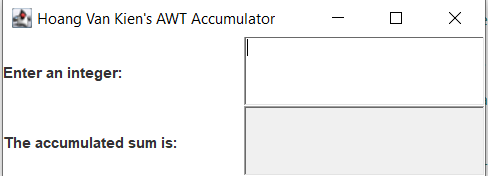 Hoang Van Kien's AWT Accumulator
Enter an integer:
The accumulated sum is: